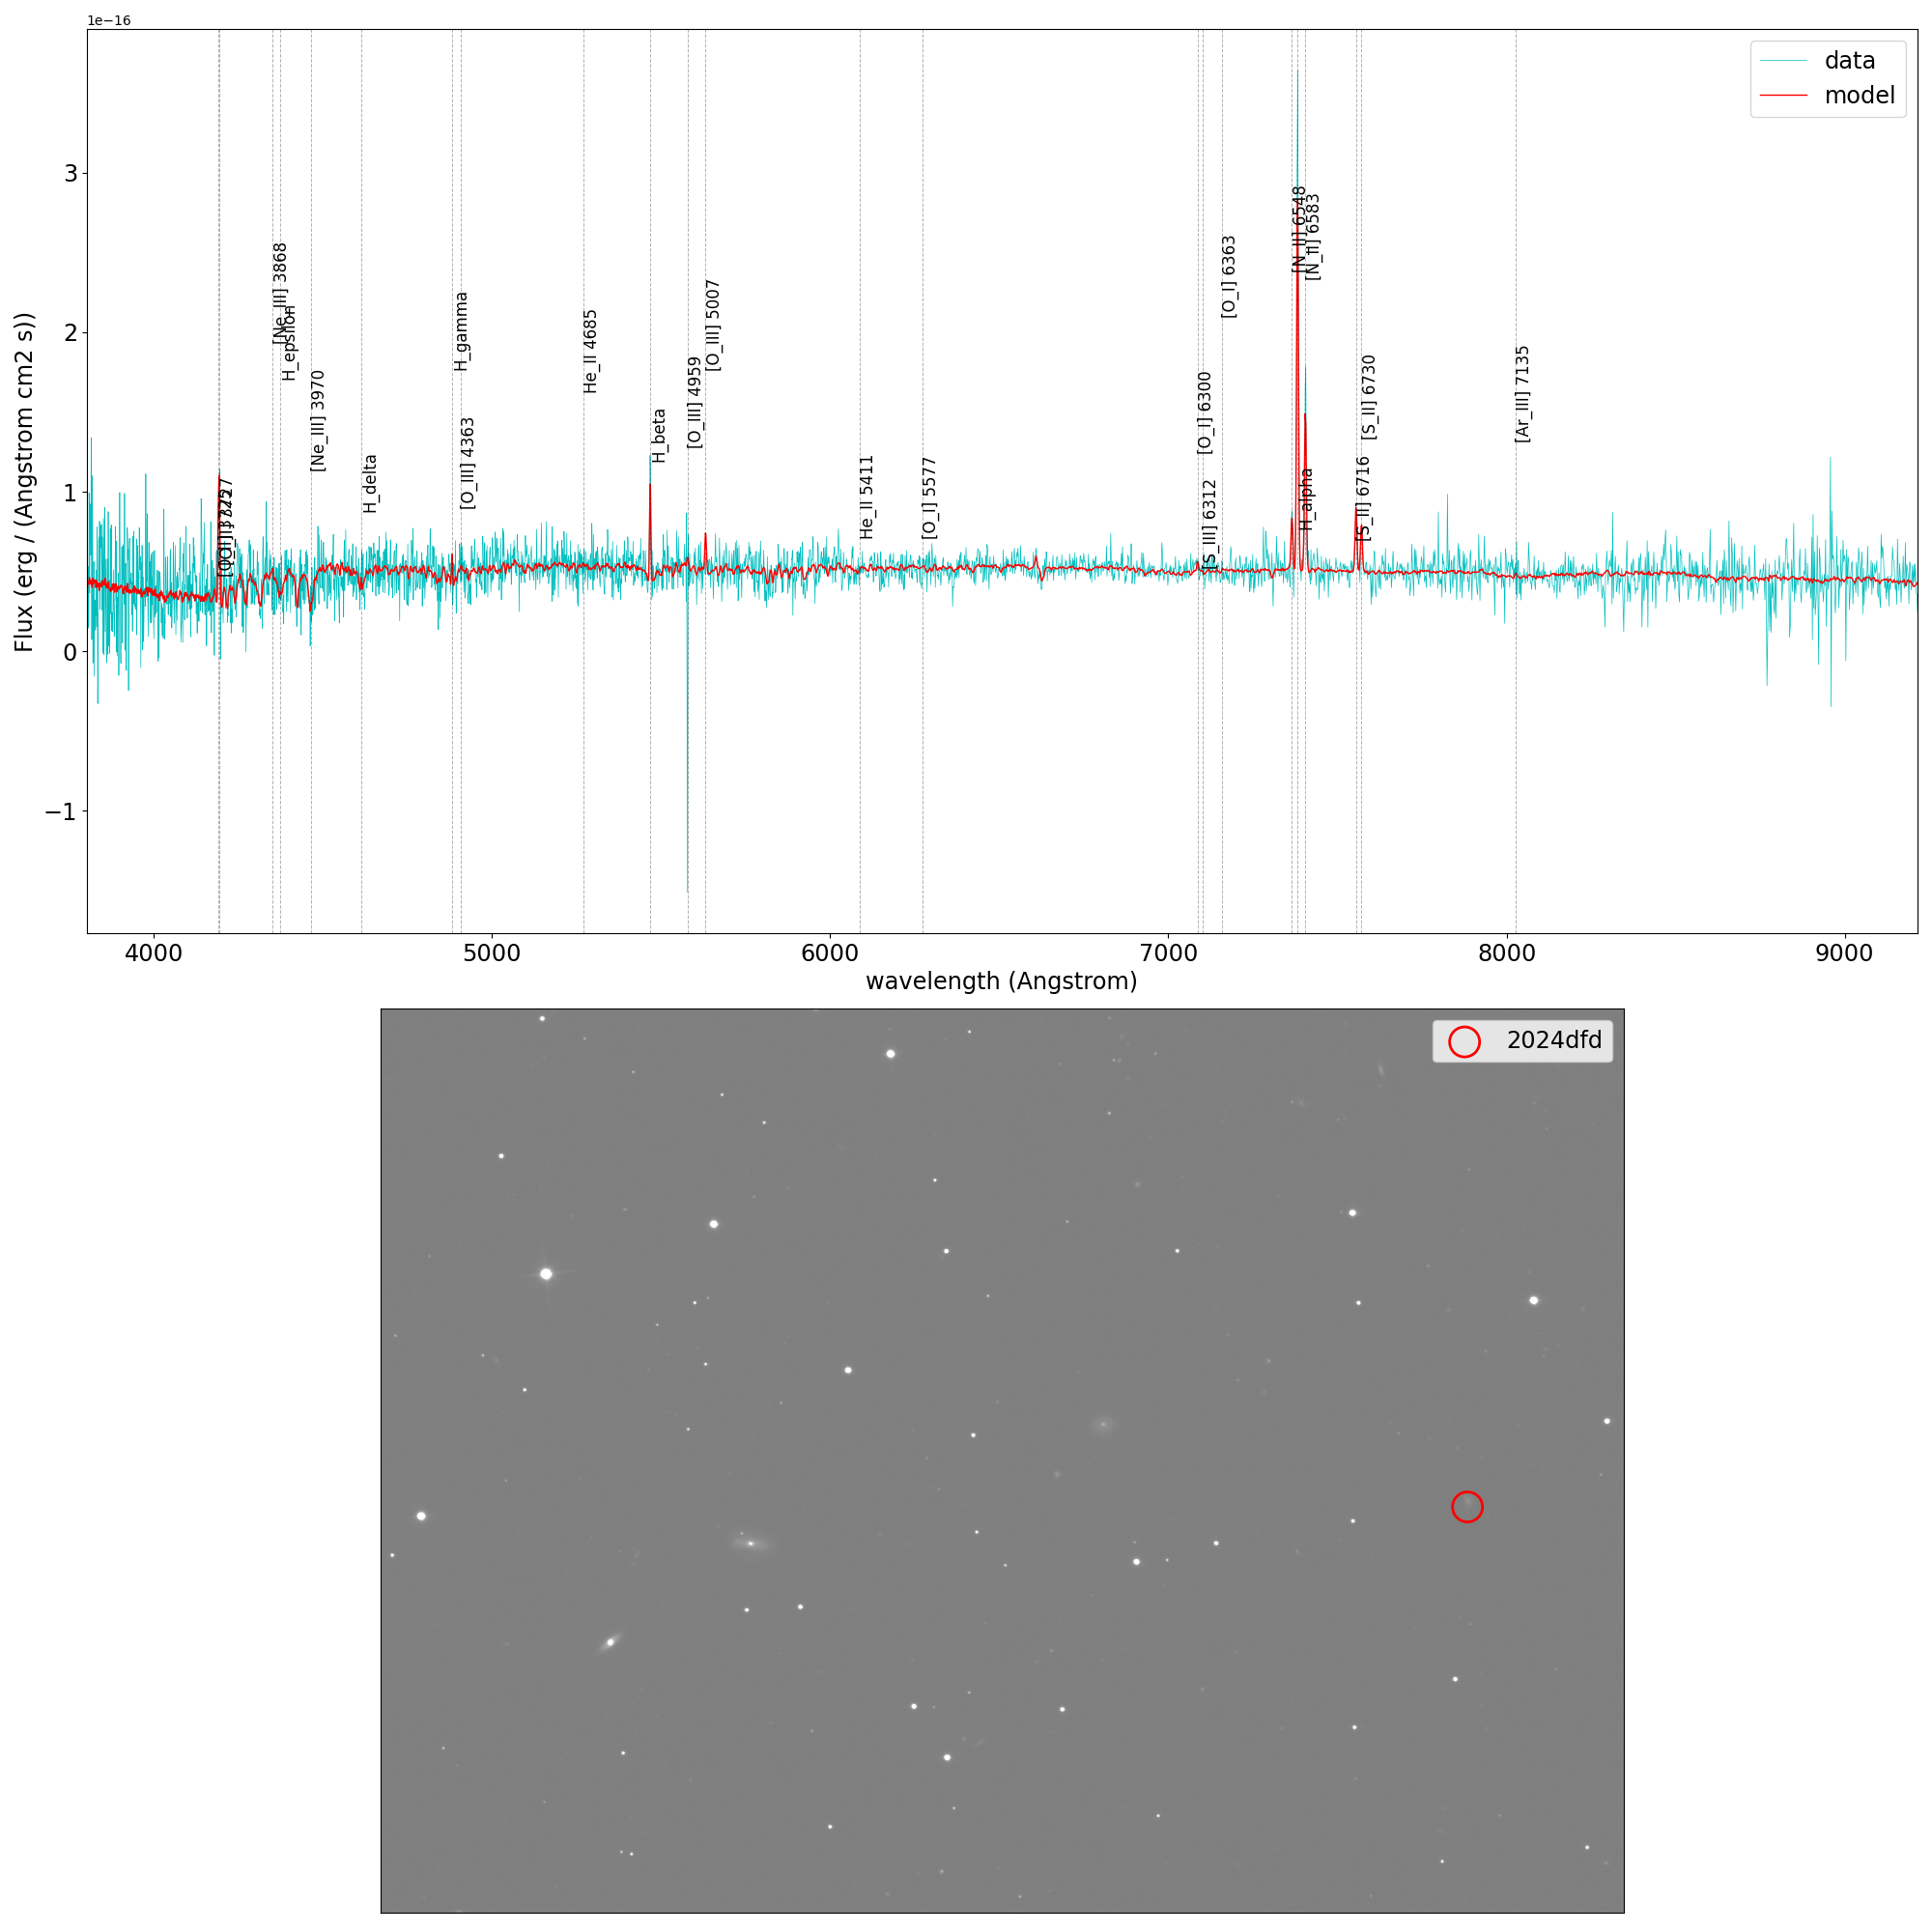 1e−16
data
model
Flux (erg / (Angstrom cm2 s))
3
2
1
0
−1
[Ne_III] 3868
H_epsilon
[Ne_III] 3970
H_delta
H_gamma
[O_III] 4363
He_II 4685
H_beta
[O_III] 4959
[O_III] 5007
He_II 5411
[O_I] 5577
[O_I] 6300
[S_III] 6312
[O_I] 6363
[N_II] 6548
H_alpha
[N_II] 6583
[S_II] 6716
[S_II] 6730
[Ar_III] 7135
4000 5000 6000 7000 8000 9000
wavelength (Angstrom)
2024dfd